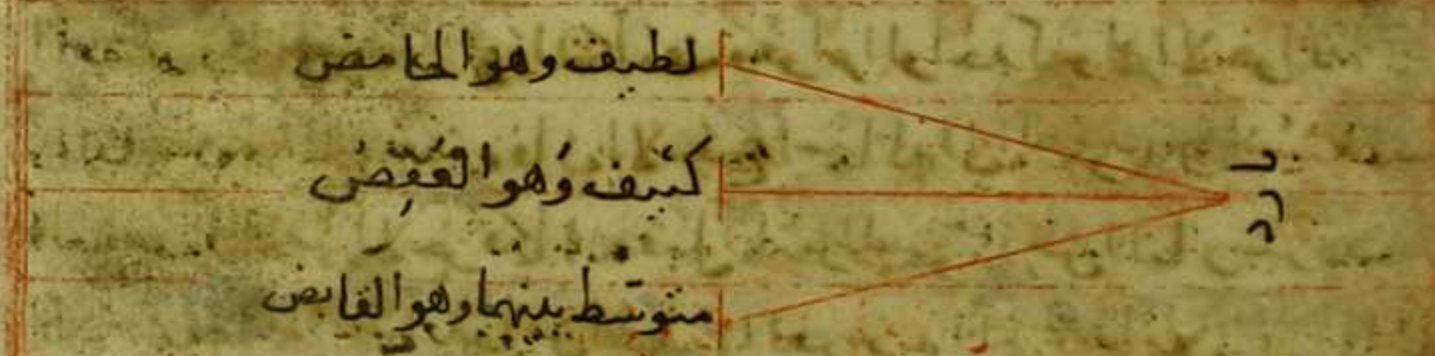 بارد
لطيف وهو الحامض
كثيف وهو العفص
متوسط بينهما وهو القابض